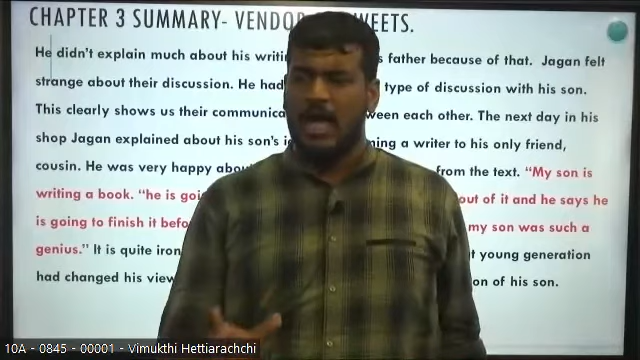 CHAPTER 3 SUMMARY- VENDOR WEETS.
He didn't explain much about his writi s father because of that. Jagan felt
strange about their discussion. He had type of discussion with his son.
This clearly shows us their communica ween each other. The next day in his
shop Jagan explained about his son's i ming a writer to his only friend,
cousin. He was very happy abou from the text. "My son is
writing a book. "he is goi out of it and he says he
is going to finish it befo my son was such a
genius." It is quite iron t young generation
had changed his view on of his son.
10A - 0845 - 00001 - Vimukthi Hettiarachchi